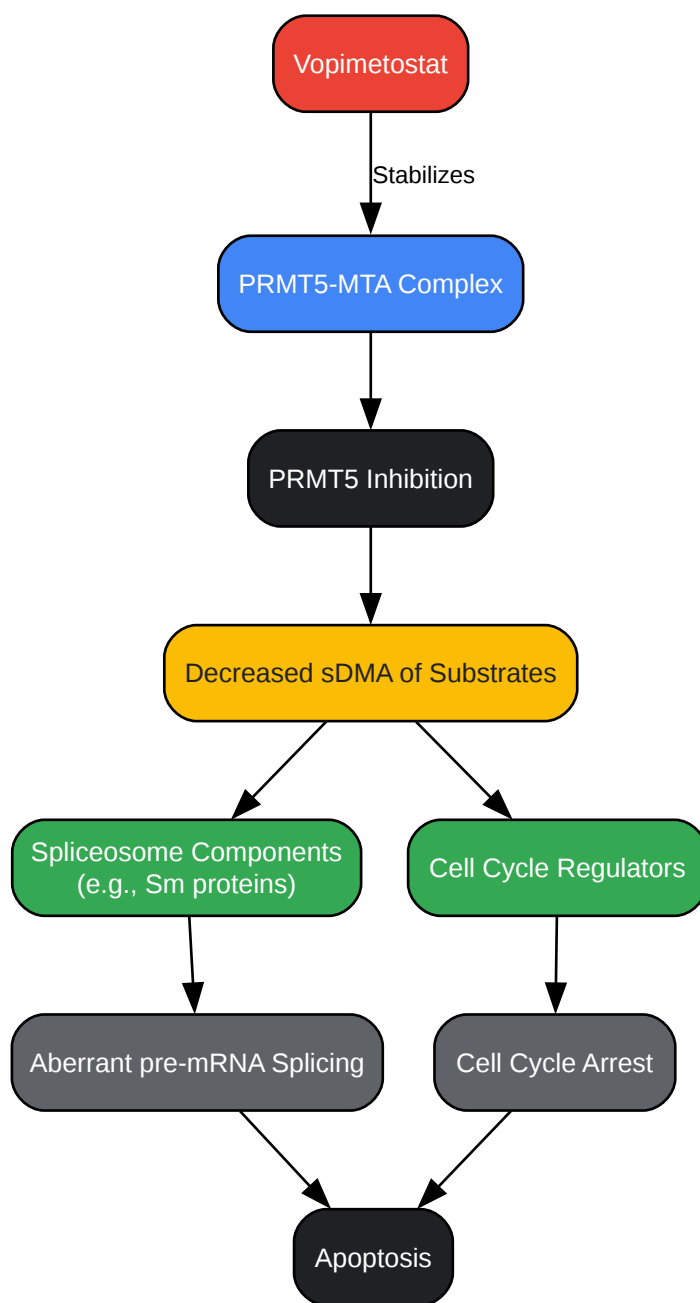 Vopimetostat
Stabilizes
PRMT5-MTA Complex
PRMT5 Inhibition
Decreased sDMA of Substrates
Spliceosome Components
(e.g., Sm proteins)
Cell Cycle Regulators
Aberrant pre-mRNA Splicing
Cell Cycle Arrest
Apoptosis